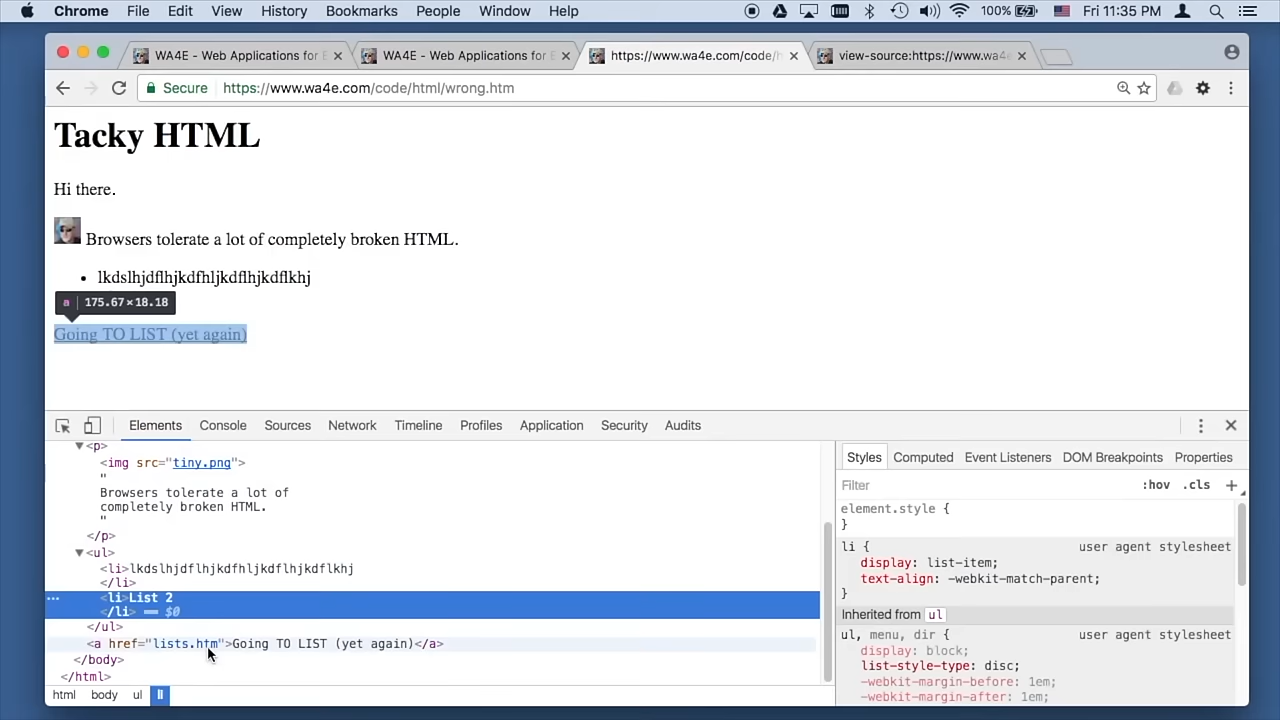 Chrome File Edit View History Bookmarks People Window Help 100% Fri 11:35 PM
WA4E - Web Applications for E WA4E - Web Applications for E https://www.wa4e.com/code/h view-source:https://www.wa4e
Secure https://www.wa4e.com/code/html/wrong.htm
Tacky HTML
Hi there.
Browsers tolerate a lot of completely broken HTML.
• lkdslhjdflhjkdfhljkdflhjkdflkhj
a 175.67×18.18
Going TO LIST (yet again)
Elements Console Sources Network Timeline Profiles Application Security Audits
▼<p>
<img src="tiny.png">
"
Browsers tolerate a lot of
completely broken HTML.
"
</p>
▼<ul>
<li>lkdslhjdflhjkdfhljkdflhjkdflkhj
</li>
… <li>List 2
</li> == $0
</ul>
<a href="lists.htm">Going TO LIST (yet again)</a>
</body>
</html>
html body ul li
Styles Computed Event Listeners DOM Breakpoints Properties
Filter :hov .cls +
element.style {
}
li { user agent stylesheet
display: list-item;
text-align: -webkit-match-parent;
}
Inherited from ul
ul, menu, dir { user agent stylesheet
display: block;
list-style-type: disc;
-webkit-margin-before: 1em;
-webkit-margin-after: 1em;